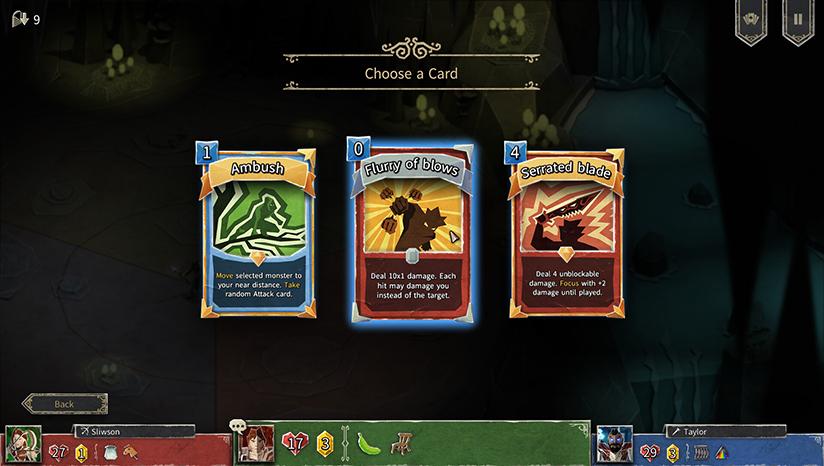 9
Choose a Card
1
Ambush
Move selected monster to
your near distance. Take
random Attack card.
0
Flurry of blows
Deal 10x1 damage. Each
hit may damage you
instead of the target.
4
Serrated blade
Deal 4 unblockable
damage. Focus with +2
damage until played.
Back
Sliwson
27 1
17 3
Taylor
29 3